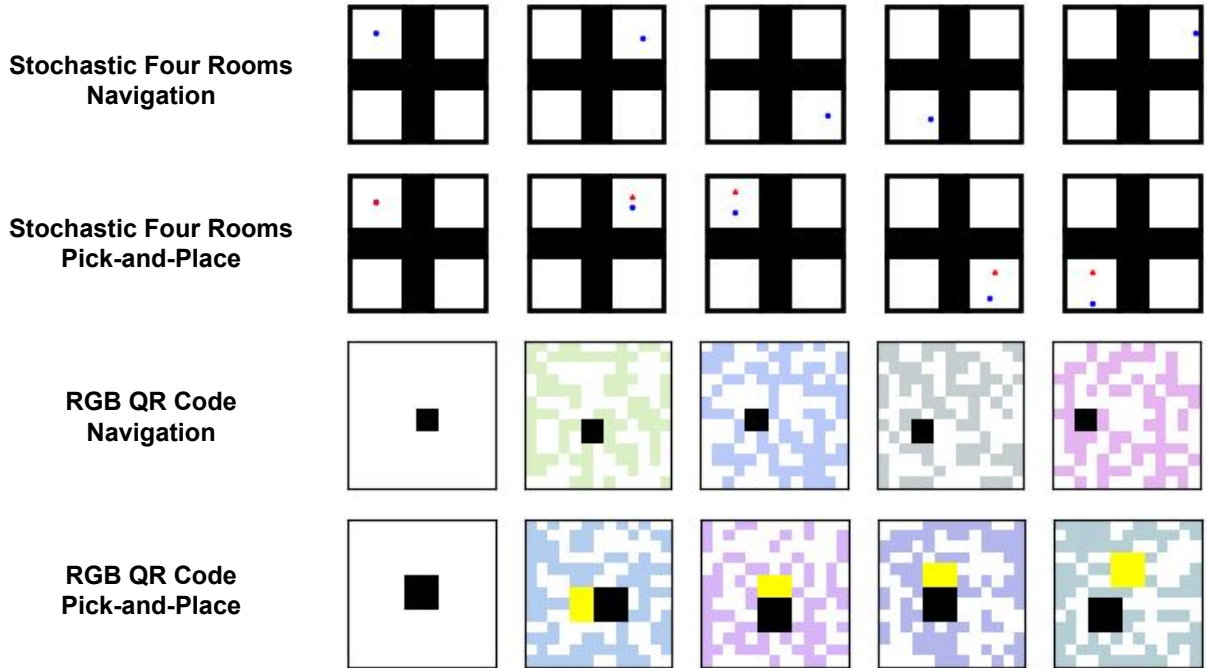 Stochastic Four Rooms
Navigation
Stochastic Four Rooms
Pick-and-Place
RGB QR Code
Navigation
RGB QR Code
Pick-and-Place